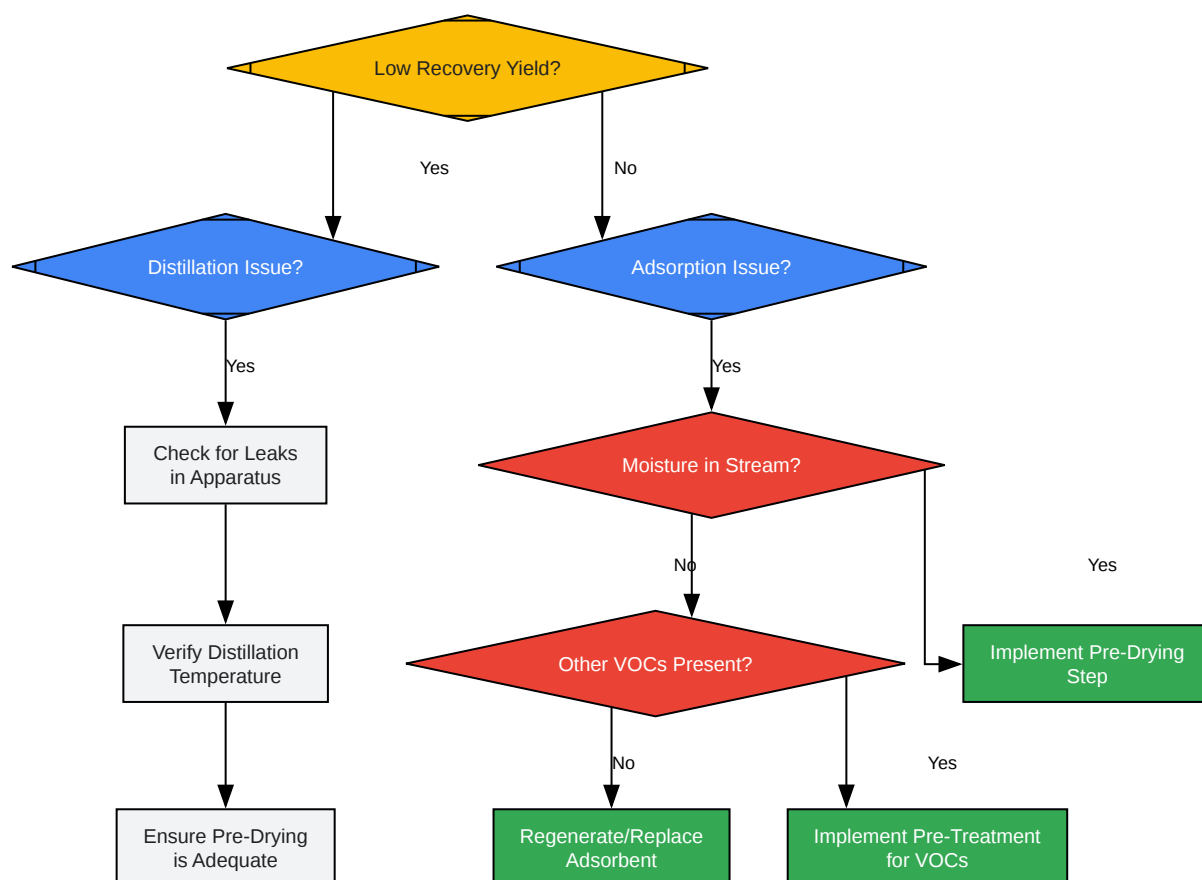 Low Recovery Yield?
Yes
No
Distillation Issue?
Adsorption Issue?
Yes
Yes
Check for Leaks
in Apparatus
Moisture in Stream?
No
Yes
Verify Distillation
Temperature
Other VOCs Present?
Implement Pre-Drying
Step
No
Yes
Ensure Pre-Drying
is Adequate
Regenerate/Replace
Adsorbent
Implement Pre-Treatment
for VOCs